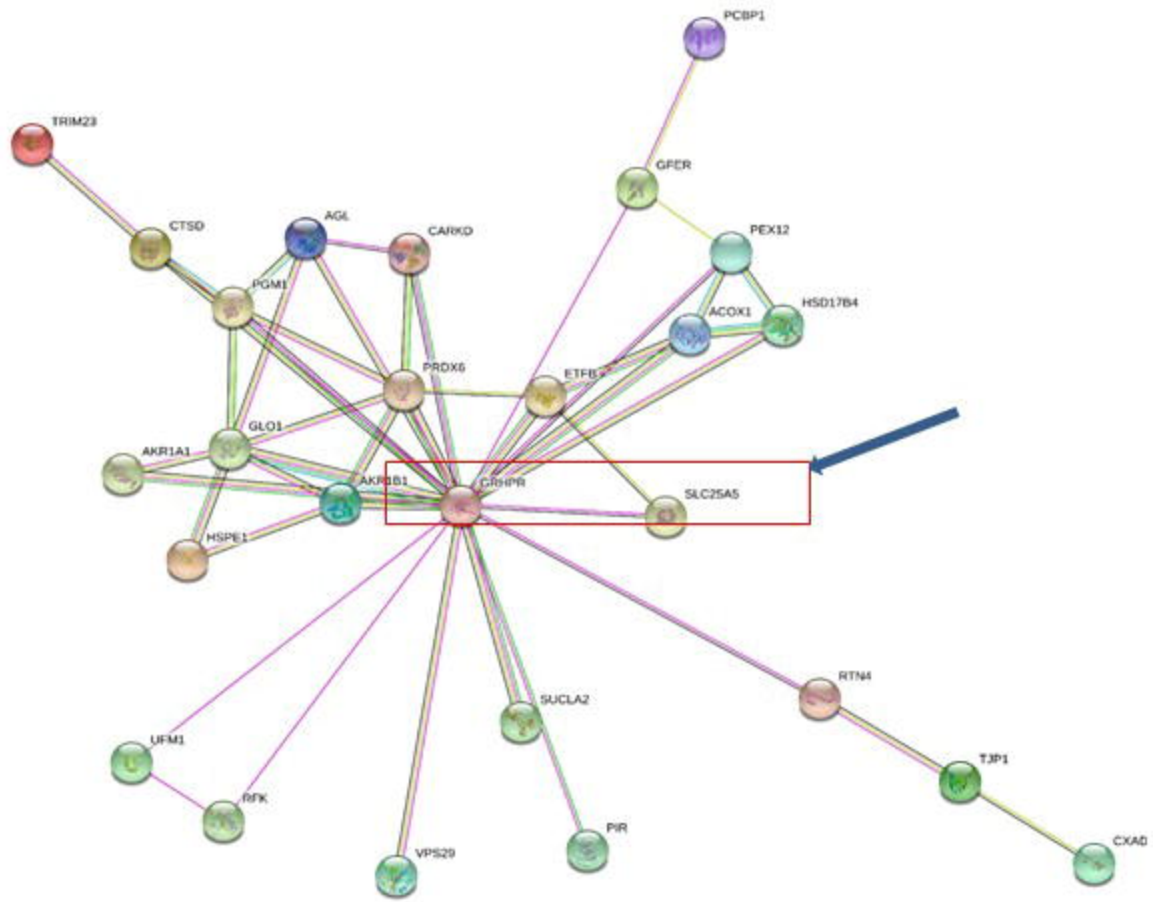 PCBP1
TRIM23
GFER
AGL
CTSD
CARKD
PEX12
PGM1
HSD17B4
ACOX1
PRDX6
ETFB
GLO1
AKR1A1
AKR1B1
GRHPR
SLC25A5
HSPE1
RTN4
SUCLA2
UFM1
TJP1
RFK
PIR
CXAD
VPS29